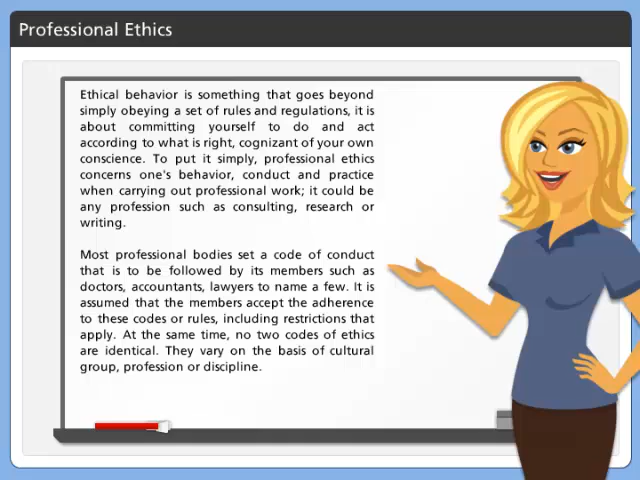 Professional Ethics
Ethical behavior is something that goes beyond
simply obeying a set of rules and regulations, it is
about committing yourself to do and act
according to what is right, cognizant of your own
conscience. To put it simply, professional ethics
concerns one's behavior, conduct and practice
when carrying out professional work; it could be
any profession such as consulting, research or
writing.
Most professional bodies set a code of conduct
that is to be followed by its members such as
doctors, accountants, lawyers to name a few. It is
assumed that the members accept the adherence
to these codes or rules, including restrictions that
apply. At the same time, no two codes of ethics
are identical. They vary on the basis of cultural
group, profession or discipline.